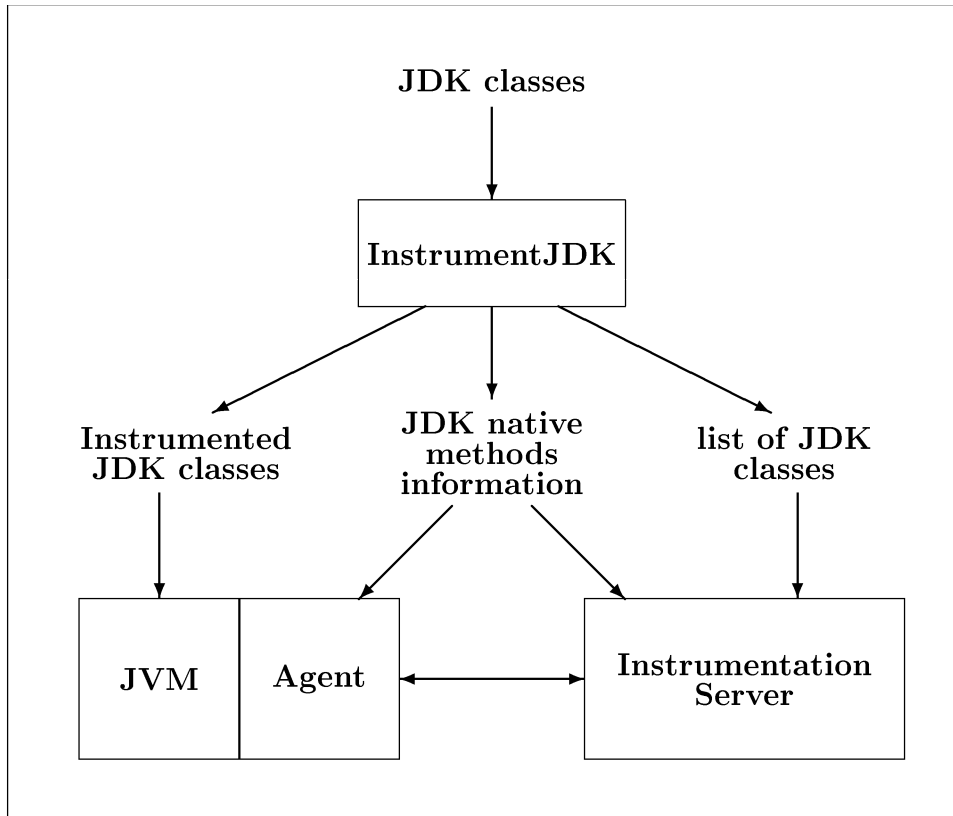 JDK classes
InstrumentJDK
Instrumented
JDK classes
JDK native
methods
information
list of JDK
classes
JVM
Agent
Instrumentation
Server